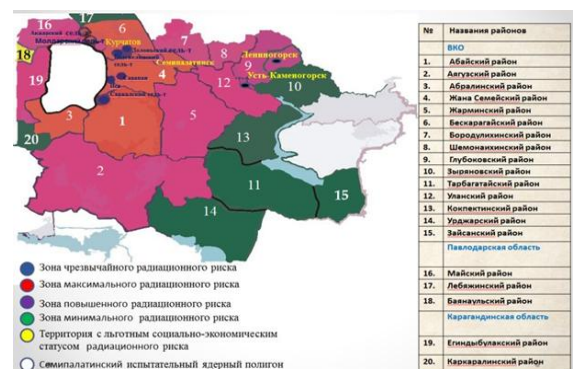 16
17
6
7
18
19
Курчатов
Семипалатинск
4
8
9
12
Лениногорск
Усть-Каменогорск
10
3
1
5
13
20
2
11
15
14
Зона чрезвычайного радиационного риска
Зона максимального радиационного риска
Зона повышенного радиационного риска
Зона минимального радиационного риска
Территория с льготным социально-экономическим
статусом радиационного риска
Семипалатинский испытательный ядерный полигон
№ Названия районов
ВКО
1. Абайский район
2. Аягузский район
3. Абралинский район
4. Жана Семейский район
5. Жарминский район
6. Бескарагайский район
7. Бородулихинский район
8. Шемонаихинский район
9. Глубоковский район
10. Зыряновский район
11. Тарбагатайский район
12. Уланский район
13. Кокпектинский район
14. Урджарский район
15. Зайсанский район
Павлодарская область
16. Майский район
17. Лебяжинский район
18. Баянаульский район
Карагандинская область
19. Егиндыбулакский район
20. Каркаралинский район